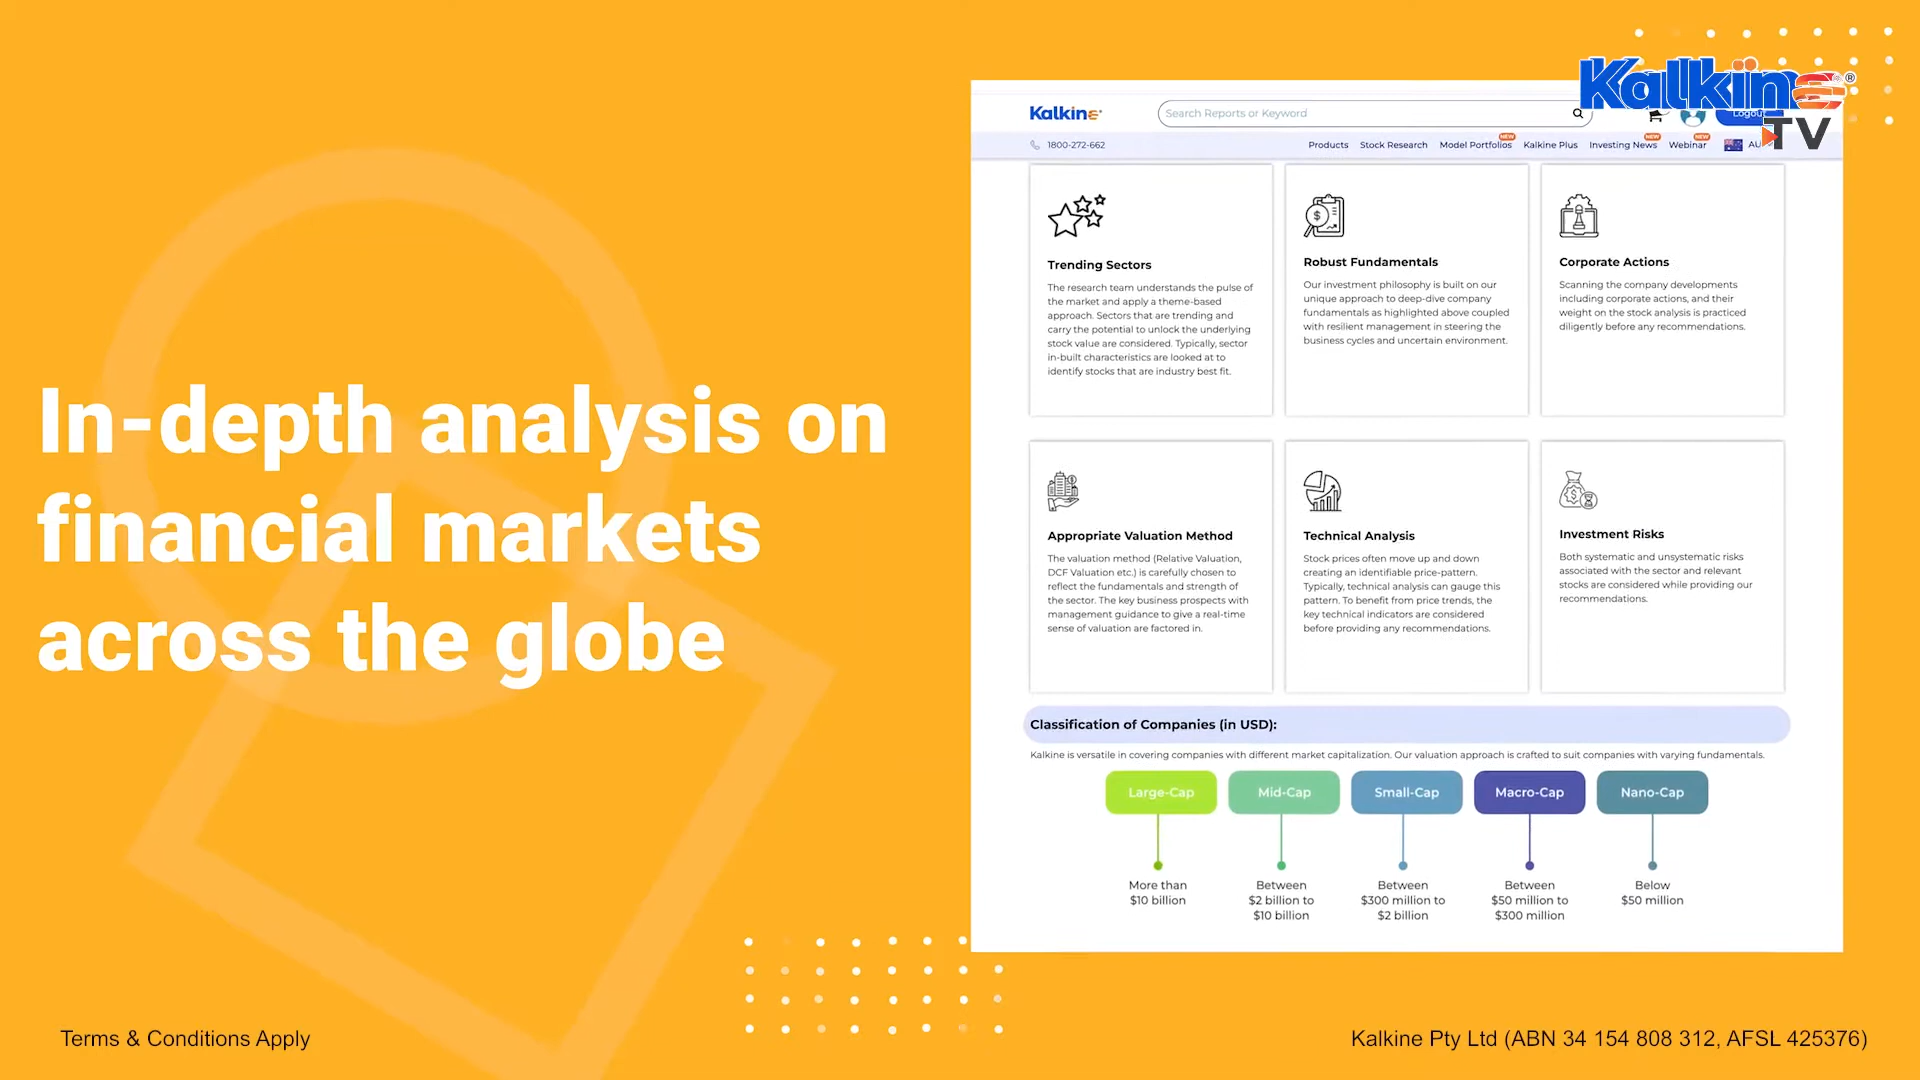 In-depth analysis on
financial markets
across the globe
Kalkine
TV
®
Kalkine
Search Reports or Keyword
1800-272-662
Products Stock Research Model Portfolios NEW Kalkine Plus Investing News NEW Webinar NEW AU
Trending Sectors
The research team understands the pulse of
the market and apply a theme-based
approach. Sectors that are trending and
carry the potential to unlock the underlying
stock value are considered. Typically, sector
in-built characteristics are looked at to
identify stocks that are industry best fit.
Robust Fundamentals
Our investment philosophy is built on our
unique approach to deep-dive company
fundamentals as highlighted above coupled
with resilient management in steering the
business cycles and uncertain environment.
Corporate Actions
Scanning the company developments
including corporate actions, and their
weight on the stock analysis is practiced
diligently before any recommendations.
Appropriate Valuation Method
The valuation method (Relative Valuation,
DCF Valuation etc.) is carefully chosen to
reflect the fundamentals and strength of
the sector. The key business prospects with
management guidance to give a real-time
sense of valuation are factored in.
Technical Analysis
Stock prices often move up and down
creating an identifiable price-pattern.
Typically, technical analysis can gauge this
pattern. To benefit from price trends, the
key technical indicators are considered
before providing any recommendations.
Investment Risks
Both systematic and unsystematic risks
associated with the sector and relevant
stocks are considered while providing our
recommendations.
Classification of Companies (in USD):
Kalkine is versatile in covering companies with different market capitalization. Our valuation approach is crafted to suit companies with varying fundamentals.
Large-Cap
More than
$10 billion
Mid-Cap
Between
$2 billion to
$10 billion
Small-Cap
Between
$300 million to
$2 billion
Macro-Cap
Between
$50 million to
$300 million
Nano-Cap
Below
$50 million
Terms & Conditions Apply
Kalkine Pty Ltd (ABN 34 154 808 312, AFSL 425376)